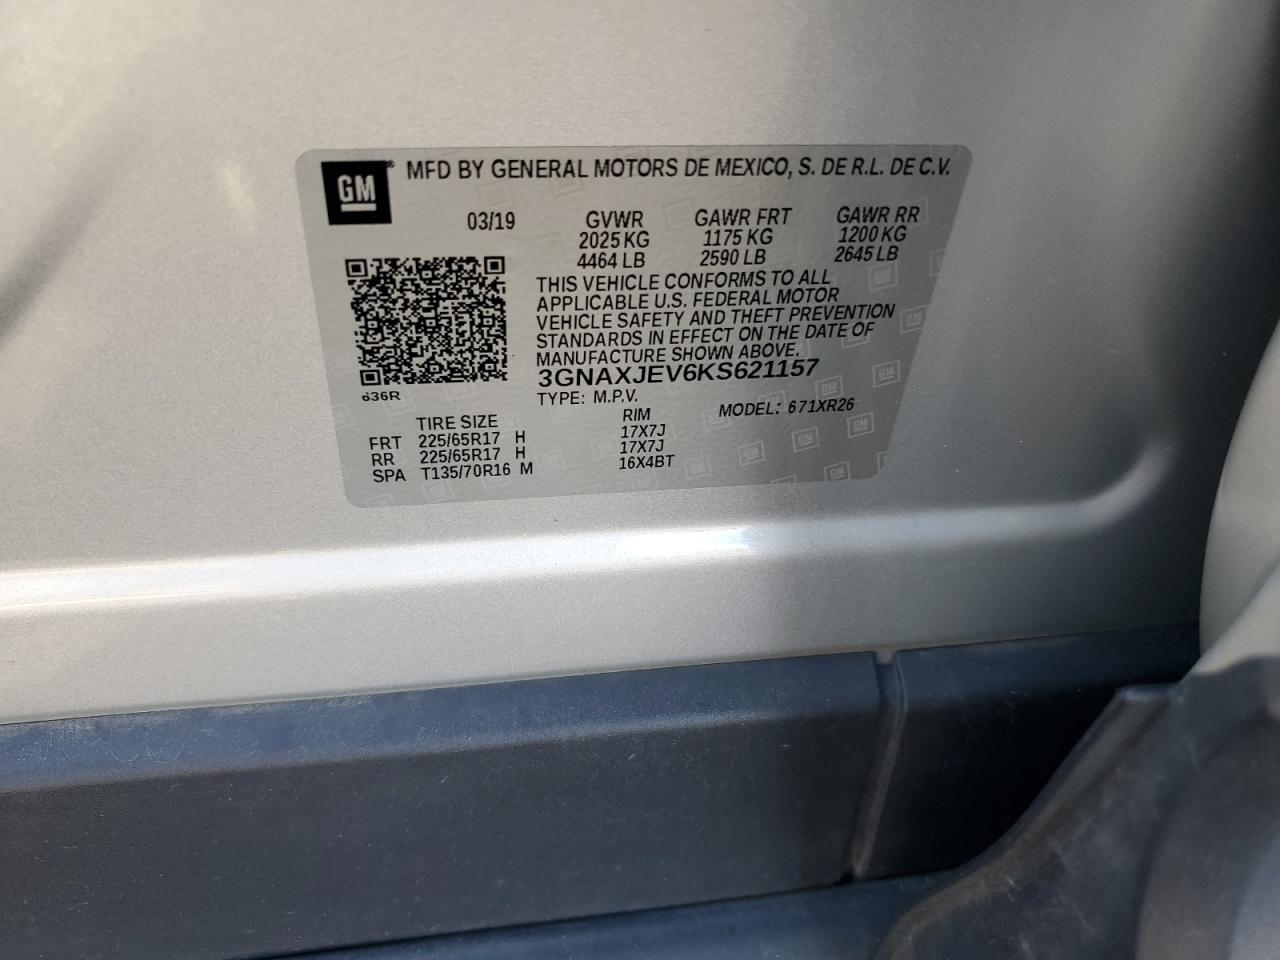 GM® MFD BY GENERAL MOTORS DE MEXICO, S. DE R.L. DE C.V.
03/19 GVWR GAWR FRT GAWR RR
2025 KG 1175 KG 1200 KG
4464 LB 2590 LB 2645 LB
THIS VEHICLE CONFORMS TO ALL
APPLICABLE U.S. FEDERAL MOTOR
VEHICLE SAFETY AND THEFT PREVENTION
STANDARDS IN EFFECT ON THE DATE OF
MANUFACTURE SHOWN ABOVE.
3GNAXJEV6KS621157
636R
TYPE: M.P.V. MODEL: 671XR26
TIRE SIZE RIM
FRT 225/65R17 H 17X7J
RR 225/65R17 H 17X7J
SPA T135/70R16 M 16X4BT